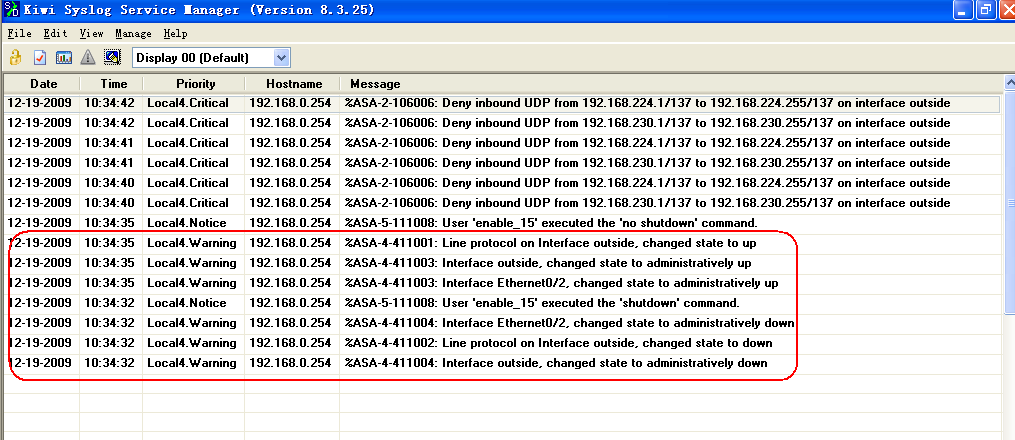 Kiwi Syslog Service Manager (Version 8.3.25)
File Edit View Manage Help
Display 00 (Default)
Date Time Priority Hostname Message
12-19-2009 10:34:42 Local4.Critical 192.168.0.254 %ASA-2-106006: Deny inbound UDP from 192.168.224.1/137 to 192.168.224.255/137 on interface outside
12-19-2009 10:34:42 Local4.Critical 192.168.0.254 %ASA-2-106006: Deny inbound UDP from 192.168.230.1/137 to 192.168.230.255/137 on interface outside
12-19-2009 10:34:41 Local4.Critical 192.168.0.254 %ASA-2-106006: Deny inbound UDP from 192.168.224.1/137 to 192.168.224.255/137 on interface outside
12-19-2009 10:34:41 Local4.Critical 192.168.0.254 %ASA-2-106006: Deny inbound UDP from 192.168.230.1/137 to 192.168.230.255/137 on interface outside
12-19-2009 10:34:40 Local4.Critical 192.168.0.254 %ASA-2-106006: Deny inbound UDP from 192.168.224.1/137 to 192.168.224.255/137 on interface outside
12-19-2009 10:34:40 Local4.Critical 192.168.0.254 %ASA-2-106006: Deny inbound UDP from 192.168.230.1/137 to 192.168.230.255/137 on interface outside
12-19-2009 10:34:35 Local4.Notice 192.168.0.254 %ASA-5-111008: User 'enable_15' executed the 'no shutdown' command.
12-19-2009 10:34:35 Local4.Warning 192.168.0.254 %ASA-4-411001: Line protocol on Interface outside, changed state to up
12-19-2009 10:34:35 Local4.Warning 192.168.0.254 %ASA-4-411003: Interface outside, changed state to administratively up
12-19-2009 10:34:35 Local4.Warning 192.168.0.254 %ASA-4-411003: Interface Ethernet0/2, changed state to administratively up
12-19-2009 10:34:32 Local4.Notice 192.168.0.254 %ASA-5-111008: User 'enable_15' executed the 'shutdown' command.
12-19-2009 10:34:32 Local4.Warning 192.168.0.254 %ASA-4-411004: Interface Ethernet0/2, changed state to administratively down
12-19-2009 10:34:32 Local4.Warning 192.168.0.254 %ASA-4-411002: Line protocol on Interface outside, changed state to down
12-19-2009 10:34:32 Local4.Warning 192.168.0.254 %ASA-4-411004: Interface outside, changed state to administratively down